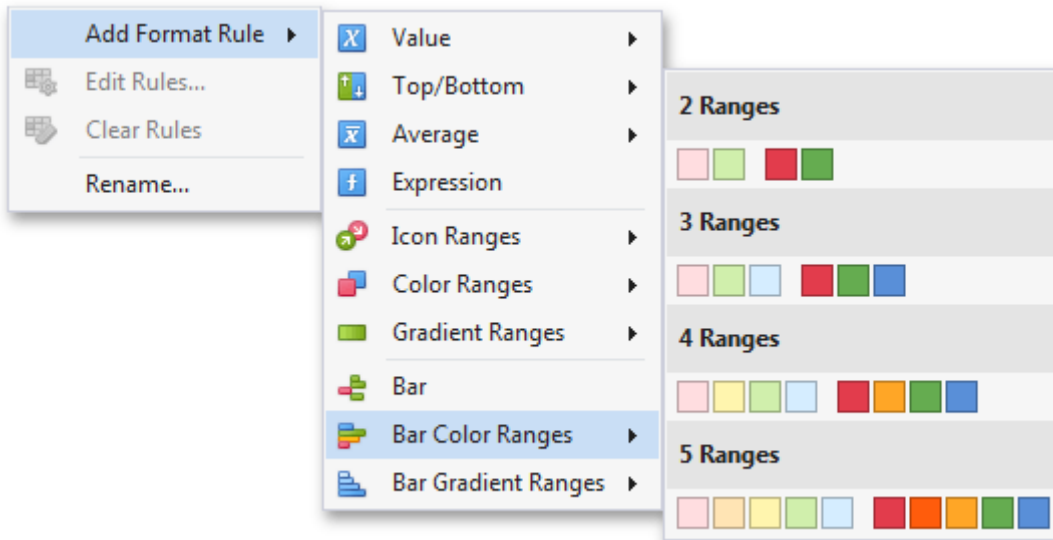 Add Format Rule
Edit Rules...
Clear Rules
Rename...
Value
Top/Bottom
Average
Expression
Icon Ranges
Color Ranges
Gradient Ranges
Bar
Bar Color Ranges
Bar Gradient Ranges
2 Ranges
3 Ranges
4 Ranges
5 Ranges